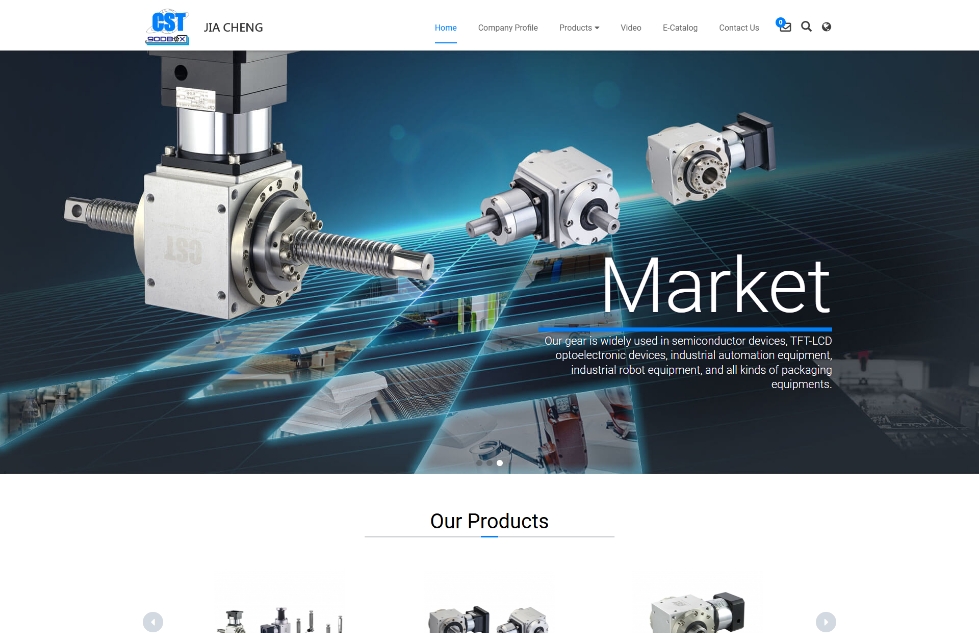 CST
JIA CHENG
Home
Company Profile
Products
Video
E-Catalog
Contact Us
0
CST
Market
Our gear is widely used in semiconductor devices, TFT-LCD
optoelectronic devices, industrial automation equipment,
industrial robot equipment, and all kinds of packaging
equipments.
Our Products